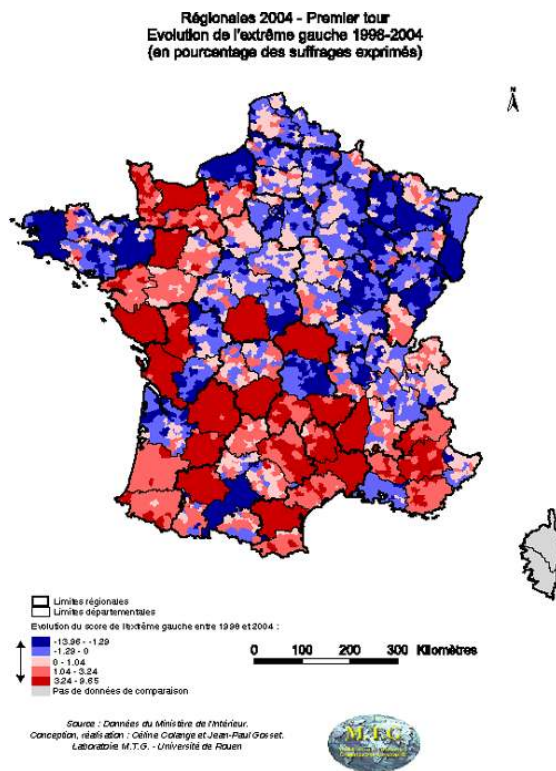 Régionales 2004 - Premier tour
Evolution de l'extrême gauche 1998-2004
(en pourcentage des suffrages exprimés)
N
Limites régionales
Limites départementales
Evolution du score de l'extrême gauche entre 1998 et 2004 :
-13.96 - -1.29
-1.29 - 0
0 - 1.04
1.04 - 3.24
3.24 - 9.65
Pas de données de comparaison
0 100 200 300 Kilomètres
Source : Données du Ministère de l'Intérieur.
Conception, réalisation : Céline Colange et Jean-Paul Gosset.
Laboratoire M.T.G. - Université de Rouen
M.T.G.